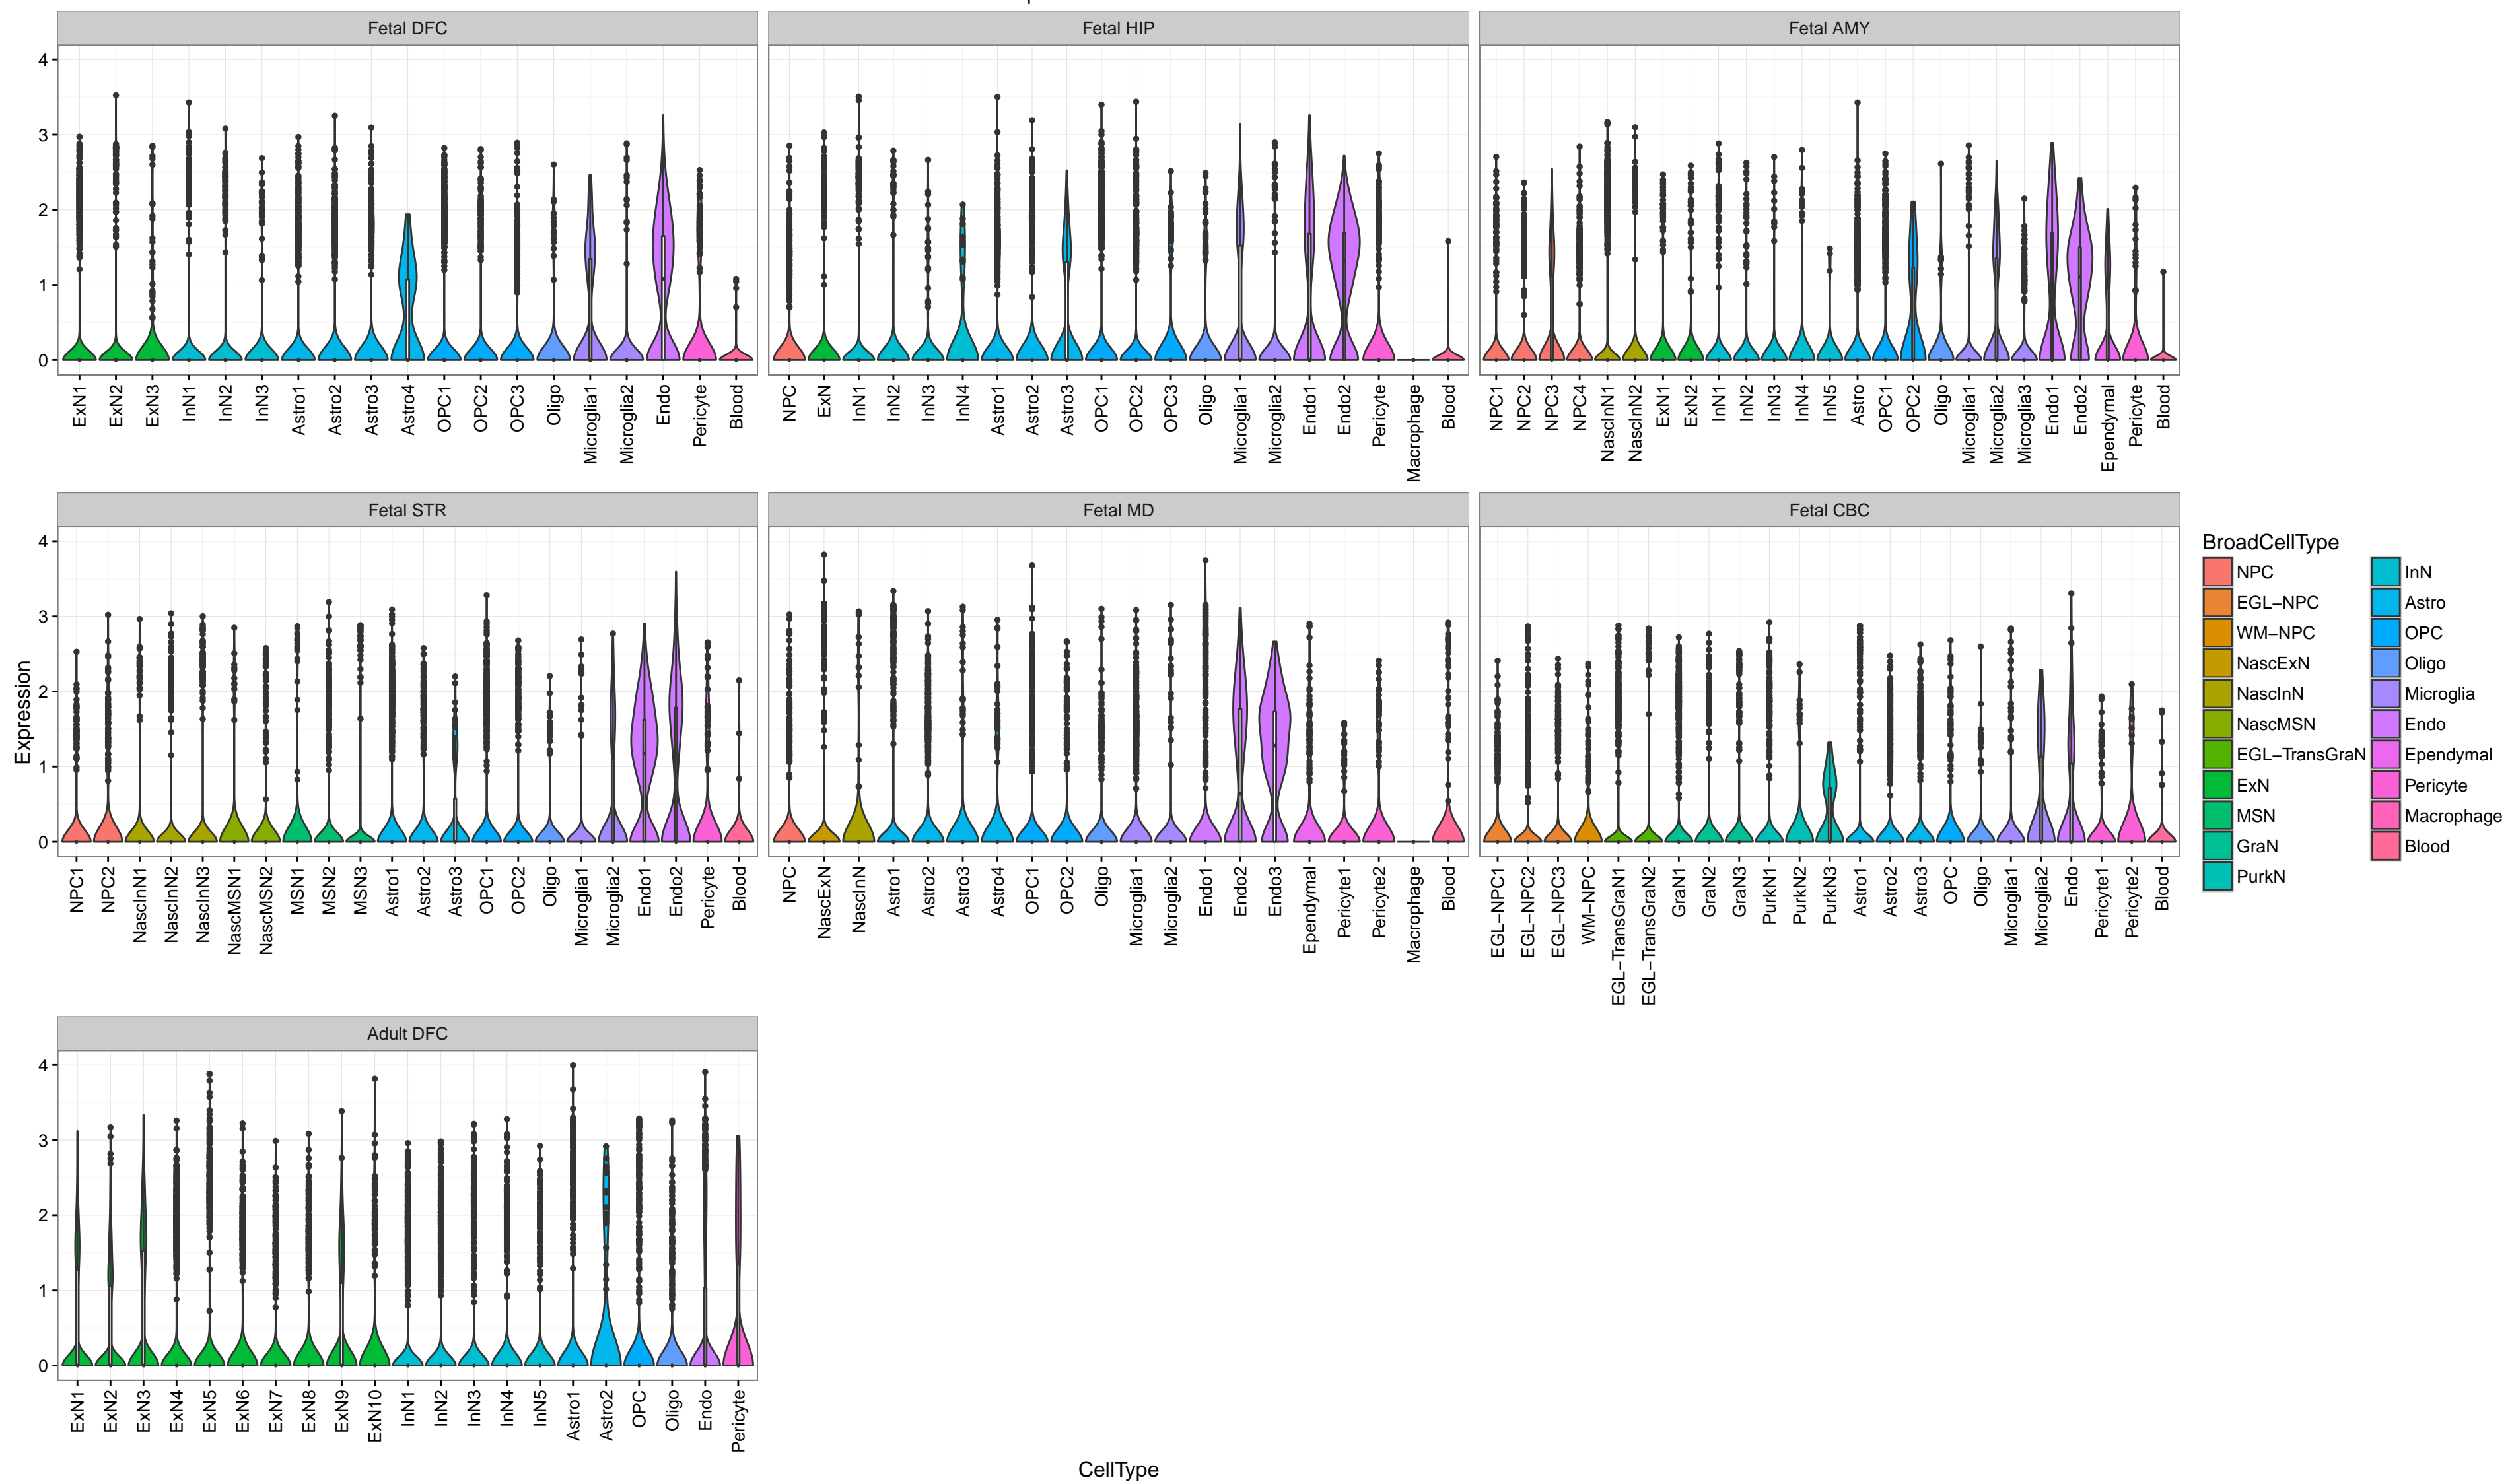 Fetal DFC Fetal HIP Fetal AMY
4
3
2
1
0
ExN1 ExN2 ExN3 InN1 InN2 InN3 Astro1 Astro2 Astro3 Astro4 OPC1 OPC2 OPC3 Oligo Microglia1 Microglia2 Endo Pericyte Blood
NPC ExN InN1 InN2 InN3 InN4 Astro1 Astro2 Astro3 OPC1 OPC2 OPC3 Oligo Microglia1 Microglia2 Endo1 Endo2 Pericyte Macrophage Blood
NPC1 NPC2 NPC3 NPC4 NascInN1 NascInN2 ExN1 ExN2 InN1 InN2 InN3 InN4 InN5 Astro OPC1 OPC2 Oligo Microglia1 Microglia2 Microglia3 Endo1 Endo2 Ependymal Pericyte Blood
Fetal STR Fetal MD Fetal CBC
4
3
2
1
0
Expression
NPC1 NPC2 NascInN1 NascInN2 NascInN3 NascMSN1 NascMSN2 MSN1 MSN2 MSN3 Astro1 Astro2 Astro3 OPC1 OPC2 Oligo Microglia1 Microglia2 Endo1 Endo2 Pericyte Blood
NPC NascExN NascInN Astro1 Astro2 Astro3 Astro4 OPC1 OPC2 Oligo Microglia1 Microglia2 Endo1 Endo2 Endo3 Ependymal Pericyte1 Pericyte2 Macrophage Blood
EGL−NPC1 EGL−NPC2 EGL−NPC3 WM−NPC EGL−TransGraN1 EGL−TransGraN2 GraN1 GraN2 GraN3 PurkN1 PurkN2 PurkN3 Astro1 Astro2 Astro3 OPC Oligo Microglia1 Microglia2 Endo Pericyte1 Pericyte2 Blood
BroadCellType
NPC InN
EGL−NPC Astro
WM−NPC OPC
NascExN Oligo
NascInN Microglia
NascMSN Endo
EGL−TransGraN Ependymal
ExN Pericyte
MSN Macrophage
GraN Blood
PurkN
Adult DFC
4
3
2
1
0
ExN1 ExN2 ExN3 ExN4 ExN5 ExN6 ExN7 ExN8 ExN9 ExN10 InN1 InN2 InN3 InN4 InN5 Astro1 Astro2 OPC Oligo Endo Pericyte
CellType